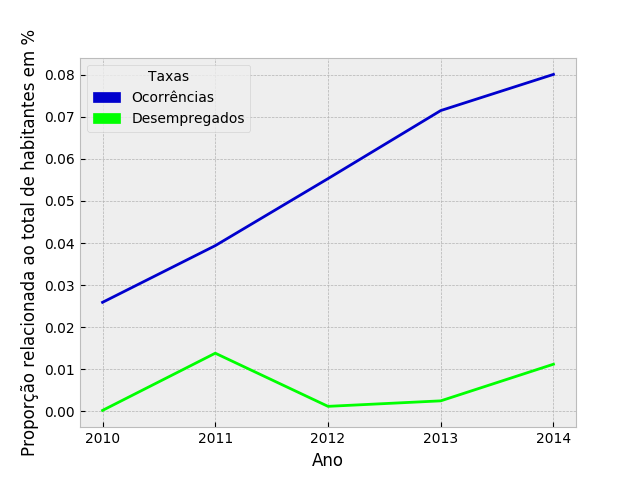 Proporção relacionada ao total de habitantes em %
0.08
0.07
0.06
0.05
0.04
0.03
0.02
0.01
0.00
Taxas
Ocorrências
Desempregados
2010 2011 2012 2013 2014
Ano